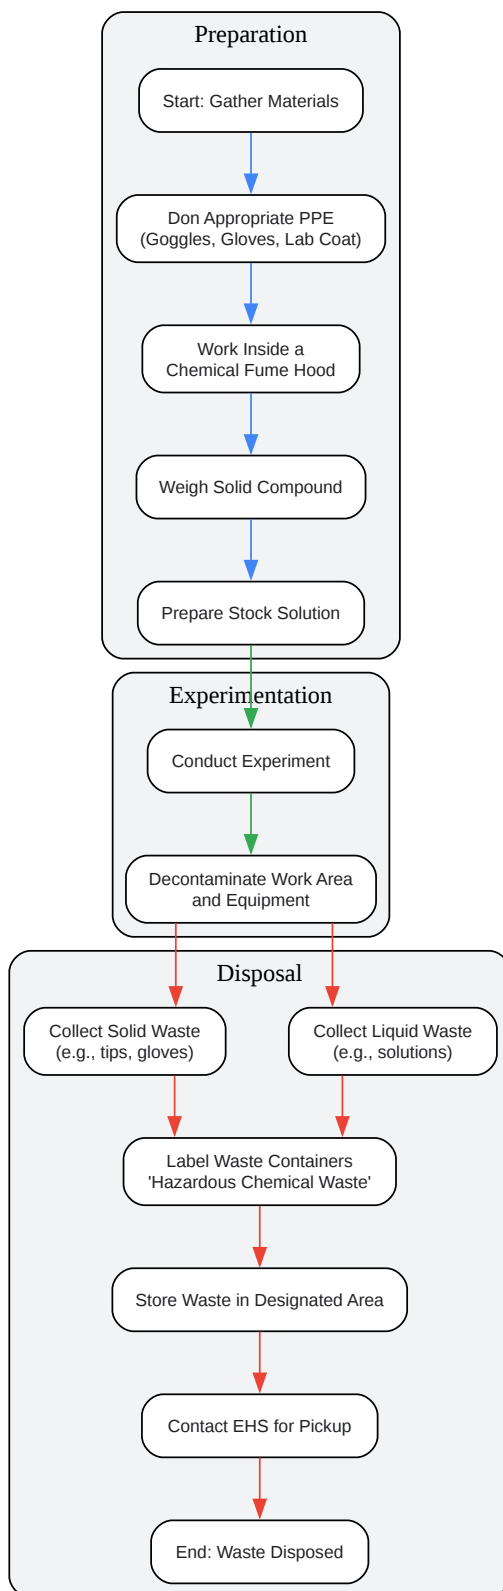 Preparation
Start: Gather Materials
Don Appropriate PPE
(Goggles, Gloves, Lab Coat)
Work Inside a
Chemical Fume Hood
Weigh Solid Compound
Prepare Stock Solution
Experimentation
Conduct Experiment
Decontaminate Work Area
and Equipment
Disposal
Collect Solid Waste
(e.g., tips, gloves)
Collect Liquid Waste
(e.g., solutions)
Label Waste Containers
'Hazardous Chemical Waste'
Store Waste in Designated Area
Contact EHS for Pickup
End: Waste Disposed